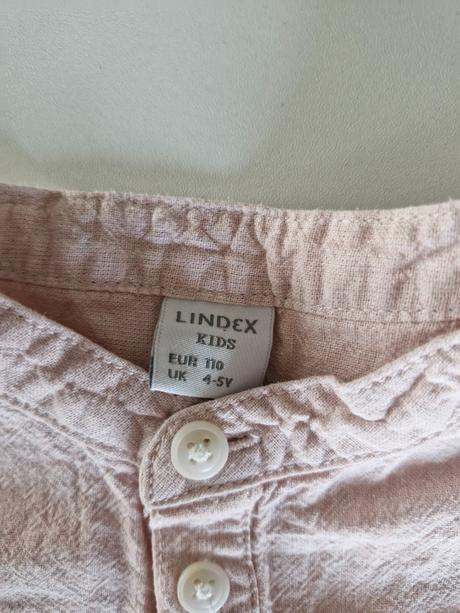 LINDEX
KIDS
EUR 110
UK 4-5Y